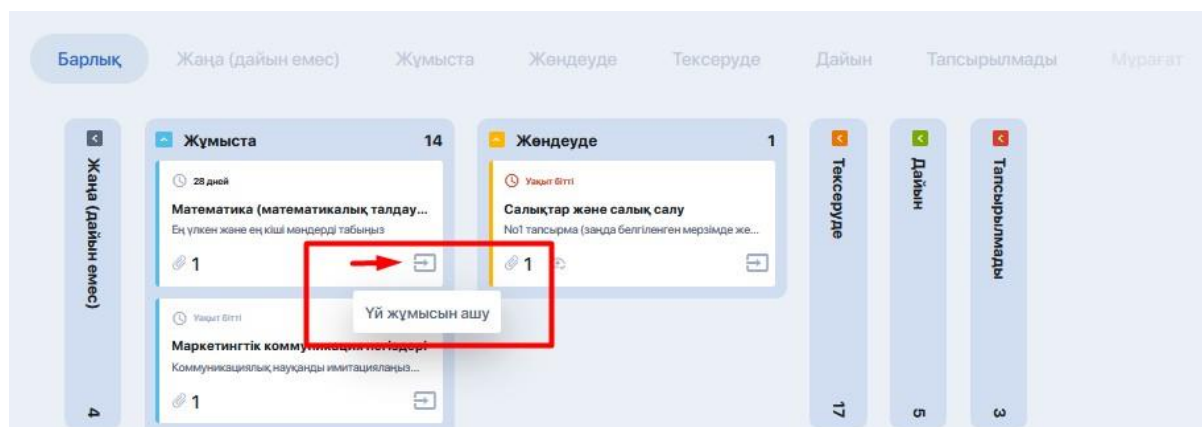 Барлық
Жаңа (дайын емес)
Жұмыста
Жөндеуде
Тексеруде
Дайын
Тапсырылмады
Мұрағат
Жаңа (дайын емес)
4
Жұмыста 14
28 дней
Математика (математикалық талдау...
Ең үлкен және ең кіші мәндерді табыңыз
1
Үй жұмысын ашу
Уақыт бітті
Маркетингтік коммуникация негіздері
Коммуникациялық науқанды имитациялаңыз...
1
Жөндеуде 1
Уақыт бітті
Салықтар және салық салу
No1 тапсырма (заңда белгіленген мерзімде же...
1
Тексеруде
17
Дайын
5
Тапсырылмады
3